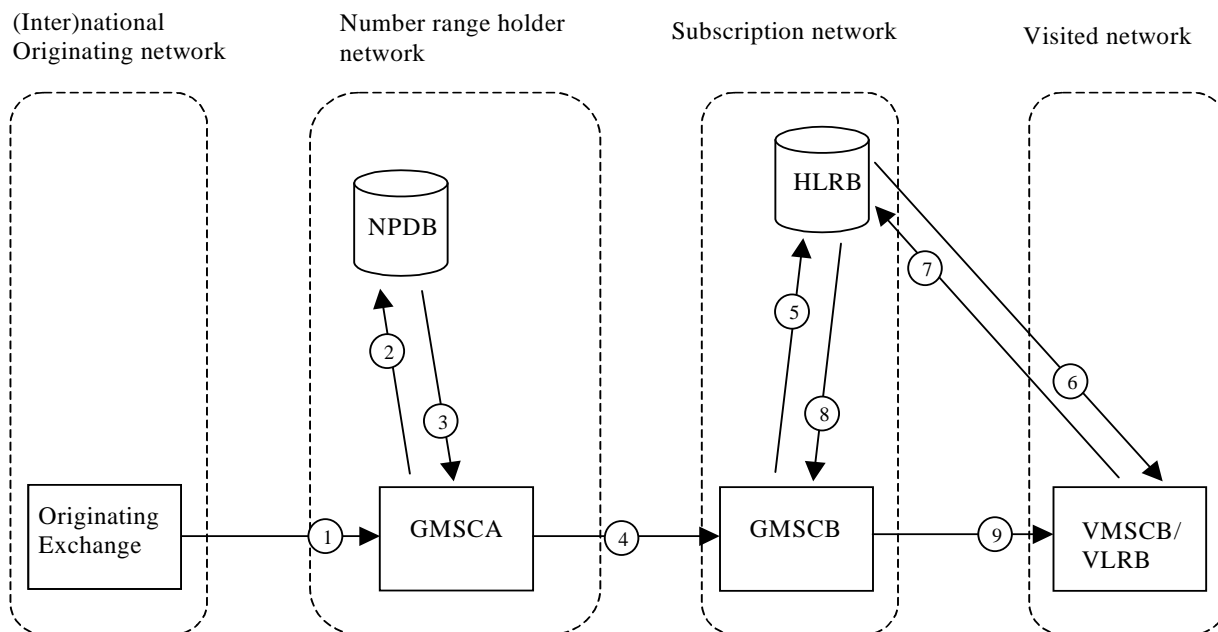 (Inter)national
Originating network
Number range holder
network
Subscription network
Visited network
HLRB
NPDB
7
5
2
6
3
8
Originating
Exchange
1
GMSCA
4
GMSCB
9
VMSCB/
VLRB